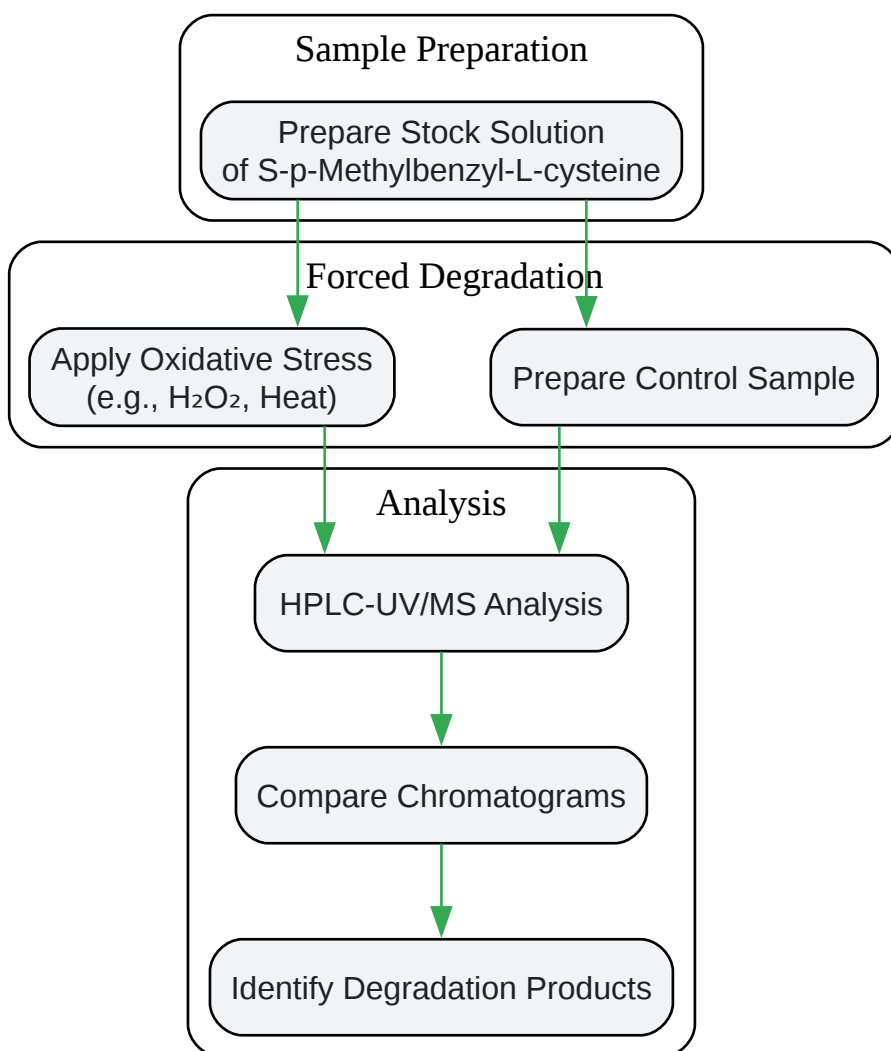 Sample Preparation
Prepare Stock Solution
of S-p-Methylbenzyl-L-cysteine
Forced Degradation
Apply Oxidative Stress
(e.g., H₂O₂, Heat)
Prepare Control Sample
Analysis
HPLC-UV/MS Analysis
Compare Chromatograms
Identify Degradation Products